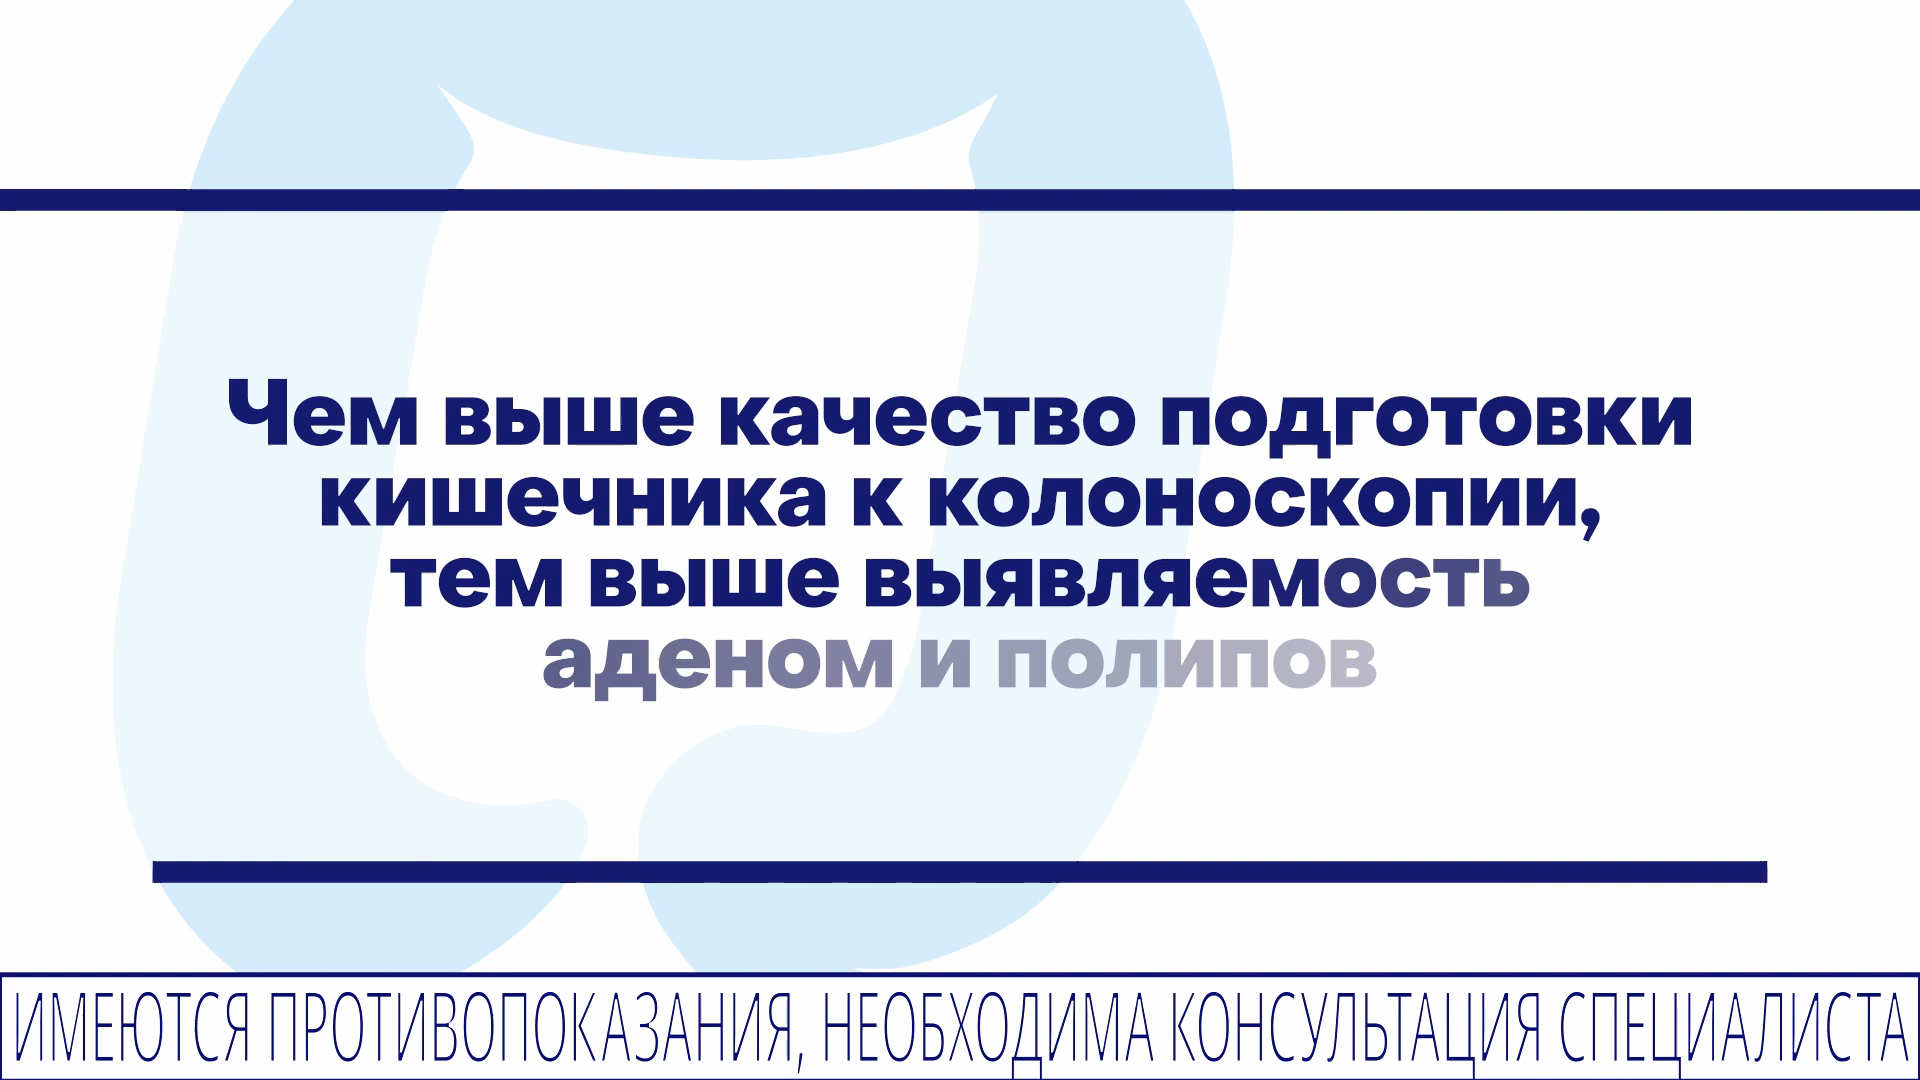 Чем выше качество подготовки
кишечника к колоноскопии,
тем выше выявляемость
аденом и полипов
ИМЕЮТСЯ ПРОТИВОПОКАЗАНИЯ, НЕОБХОДИМА КОНСУЛЬТАЦИЯ СПЕЦИАЛИСТА